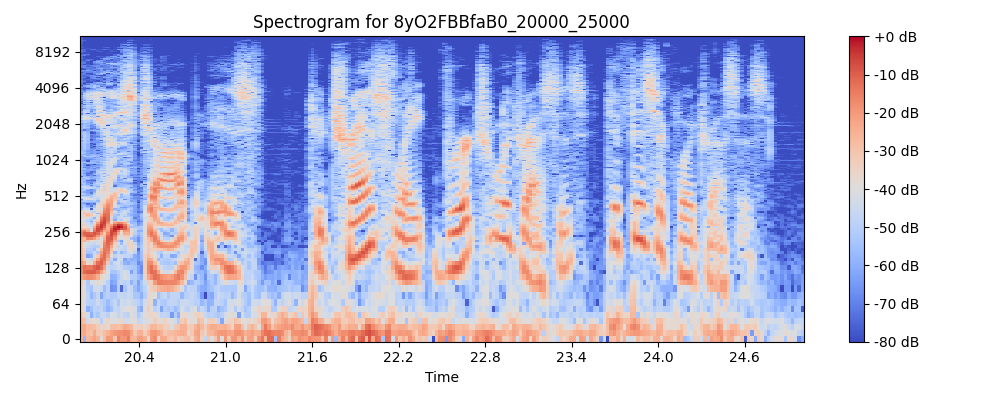 Spectrogram for 8yO2FBBfaB0_20000_25000
8192
4096
2048
1024
512
256
128
64
0
Hz
20.4
21.0
21.6
22.2
22.8
23.4
24.0
24.6
Time
+0 dB
-10 dB
-20 dB
-30 dB
-40 dB
-50 dB
-60 dB
-70 dB
-80 dB